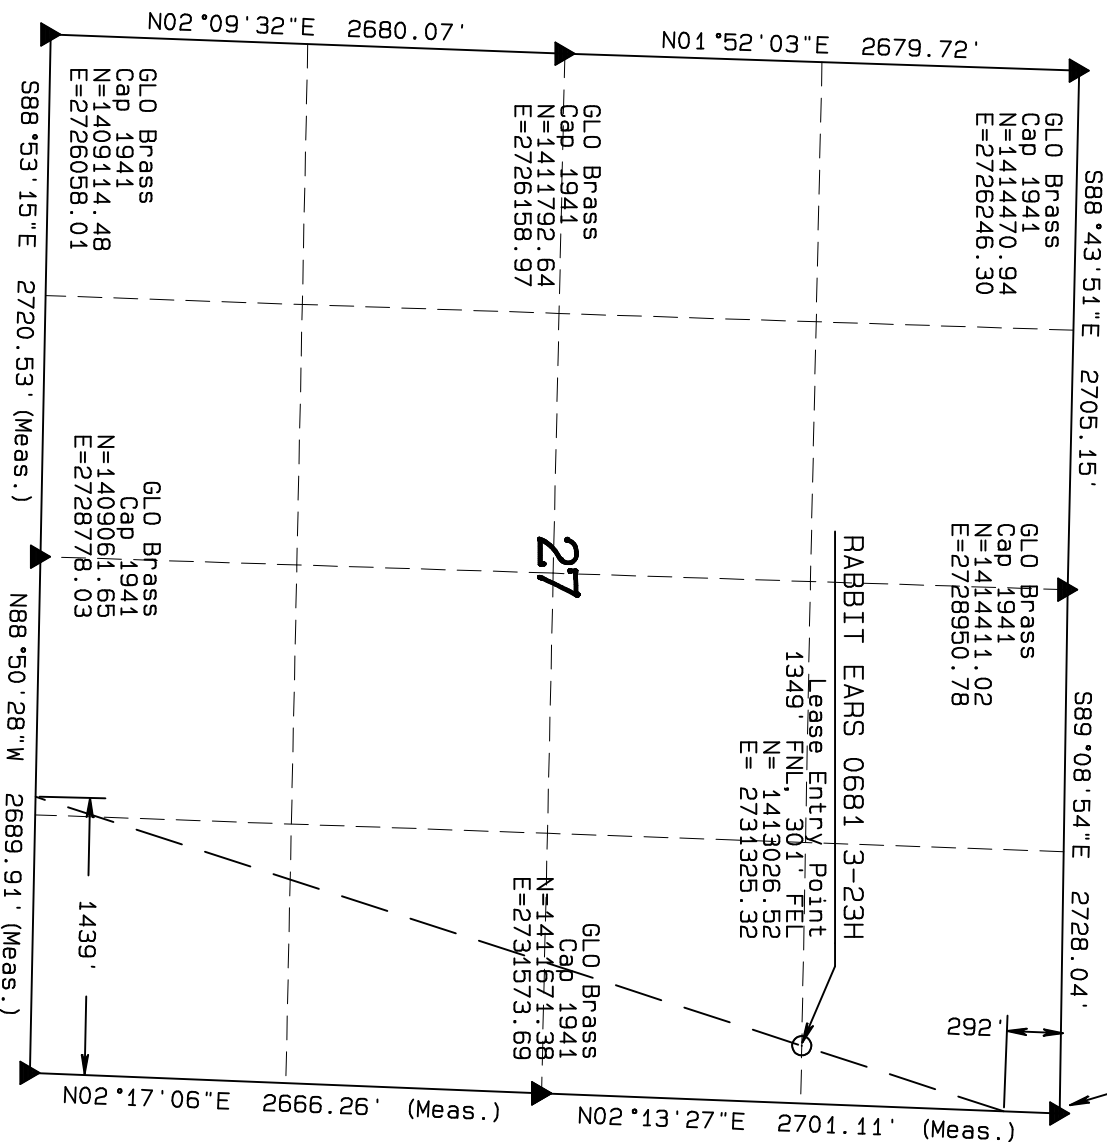 N02°09'32"E 2680.07'
N01°52'03"E 2679.72'
S88°53'15"E 2720.53' (Meas.)
GLO Brass
Cap 1941
N=1409114.48
E=2726058.01
GLO Brass
Cap 1941
N=1411792.64
E=2726158.97
GLO Brass
Cap 1941
N=1414470.94
E=2726246.30
S88°43'51"E 2705.15'
GLO Brass
Cap 1941
N=1409061.65
E=2728778.03
27
GLO Brass
Cap 1941
N=1414411.02
E=2728950.78
RABBIT EARS 0681 3-23H
Lease Entry Point
1349' FNL, 301' FEL
N= 1413026.52
E= 2731325.32
N88°50'28"W 2689.91' (Meas.)
S89°08'54"E 2728.04'
1439'
GLO Brass
Cap 1941
N=1411671.38
E=2731573.69
292'
N02°17'06"E 2666.26' (Meas.)
N02°13'27"E 2701.11' (Meas.)